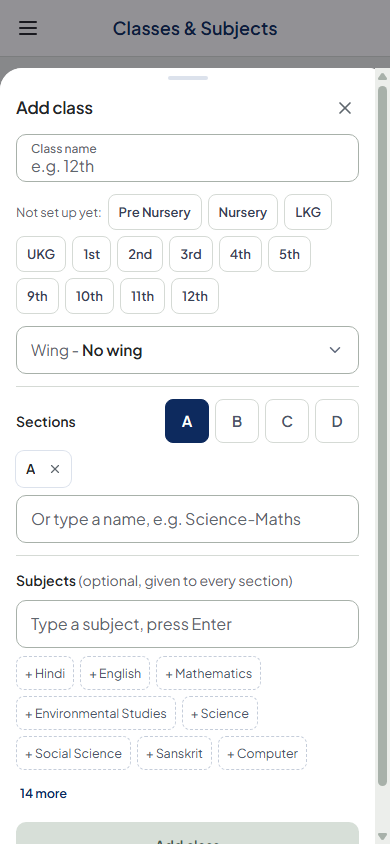 Classes & Subjects
Add class
Class name
e.g. 12th
Not set up yet: Pre Nursery Nursery LKG
UKG 1st 2nd 3rd 4th 5th
9th 10th 11th 12th
Wing - No wing
Sections A B C D
A ×
Or type a name, e.g. Science-Maths
Subjects (optional, given to every section)
Type a subject, press Enter
+ Hindi + English + Mathematics
+ Environmental Studies + Science
+ Social Science + Sanskrit + Computer
14 more
Add class